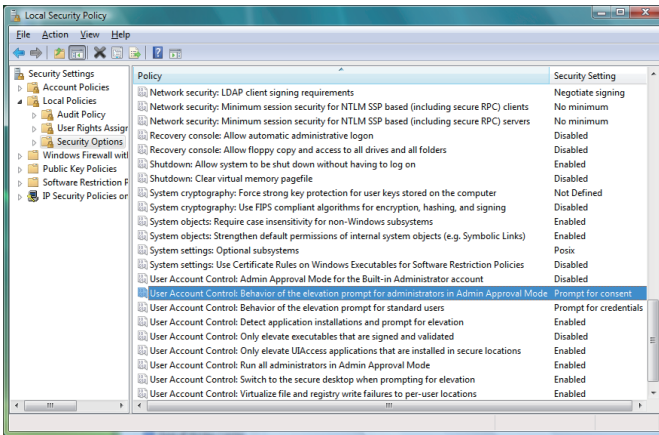 Local Security Policy
File Action View Help
Security Settings
Account Policies
Local Policies
Audit Policy
User Rights Assigr
Security Options
Windows Firewall with
Public Key Policies
Software Restriction P
IP Security Policies on
Policy Security Setting
Network security: LDAP client signing requirements Negotiate signing
Network security: Minimum session security for NTLM SSP based (including secure RPC) clients No minimum
Network security: Minimum session security for NTLM SSP based (including secure RPC) servers No minimum
Recovery console: Allow automatic administrative logon Disabled
Recovery console: Allow floppy copy and access to all drives and all folders Disabled
Shutdown: Allow system to be shut down without having to log on Enabled
Shutdown: Clear virtual memory pagefile Disabled
System cryptography: Force strong key protection for user keys stored on the computer Not Defined
System cryptography: Use FIPS compliant algorithms for encryption, hashing, and signing Disabled
System objects: Require case insensitivity for non-Windows subsystems Enabled
System objects: Strengthen default permissions of internal system objects (e.g. Symbolic Links) Enabled
System settings: Optional subsystems Posix
System settings: Use Certificate Rules on Windows Executables for Software Restriction Policies Disabled
User Account Control: Admin Approval Mode for the Built-in Administrator account Disabled
User Account Control: Behavior of the elevation prompt for administrators in Admin Approval Mode Prompt for consent
User Account Control: Behavior of the elevation prompt for standard users Prompt for credentials
User Account Control: Detect application installations and prompt for elevation Enabled
User Account Control: Only elevate executables that are signed and validated Disabled
User Account Control: Only elevate UIAccess applications that are installed in secure locations Enabled
User Account Control: Run all administrators in Admin Approval Mode Enabled
User Account Control: Switch to the secure desktop when prompting for elevation Enabled
User Account Control: Virtualize file and registry write failures to per-user locations Enabled